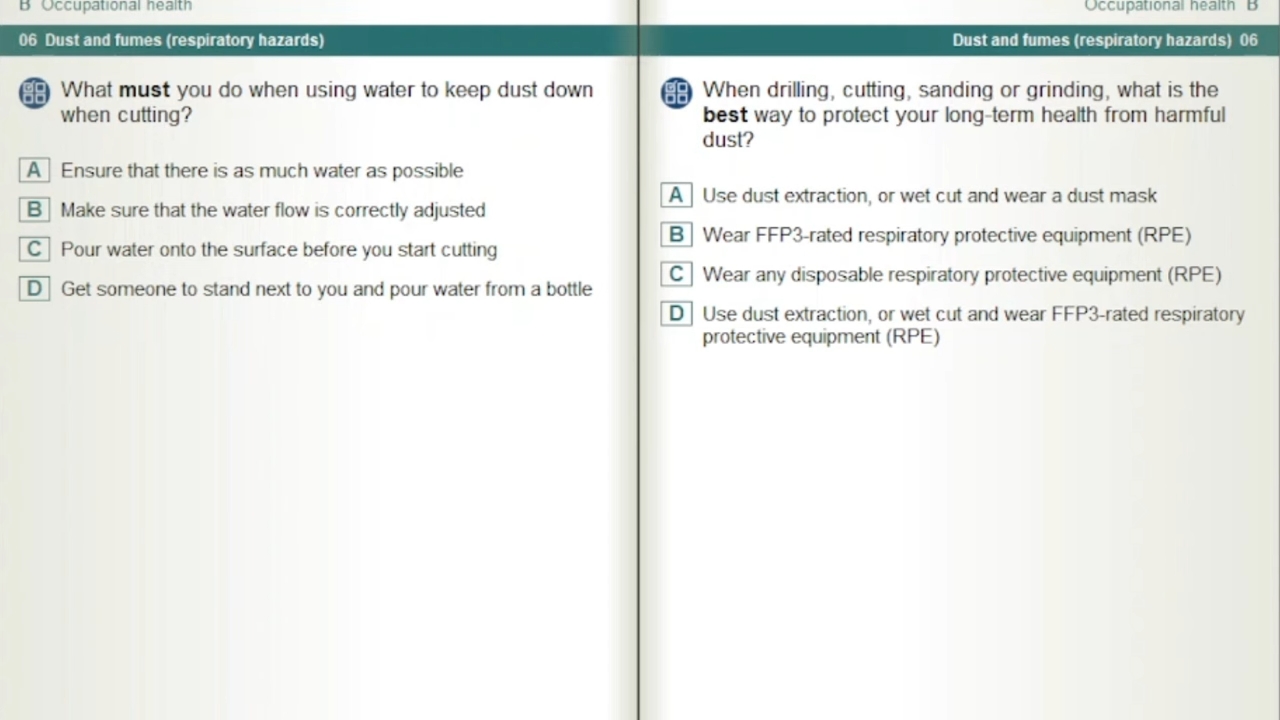 B Occupational health
06 Dust and fumes (respiratory hazards)
What must you do when using water to keep dust down
when cutting?
A Ensure that there is as much water as possible
B Make sure that the water flow is correctly adjusted
C Pour water onto the surface before you start cutting
D Get someone to stand next to you and pour water from a bottle
Occupational health B
Dust and fumes (respiratory hazards) 06
When drilling, cutting, sanding or grinding, what is the
best way to protect your long-term health from harmful
dust?
A Use dust extraction, or wet cut and wear a dust mask
B Wear FFP3-rated respiratory protective equipment (RPE)
C Wear any disposable respiratory protective equipment (RPE)
D Use dust extraction, or wet cut and wear FFP3-rated respiratory
protective equipment (RPE)